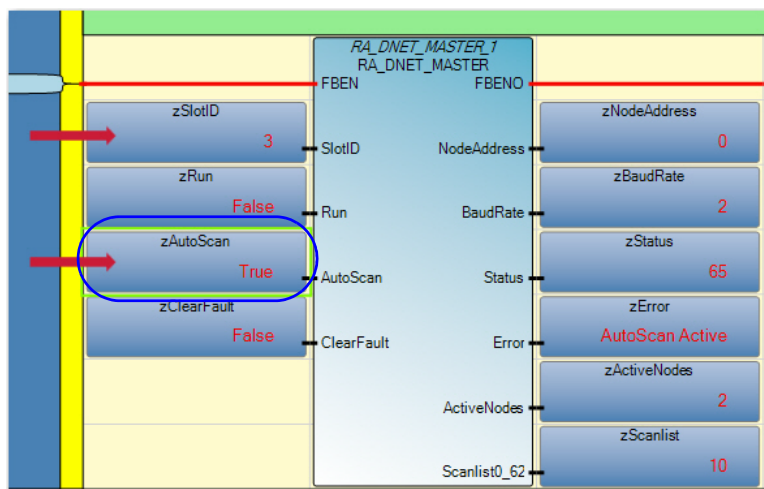 RA_DNET_MASTER_1
RA_DNET_MASTER
FBEN FBENO
zSlotID
3
SlotID
NodeAddress
zNodeAddress
0
zRun
False
Run
BaudRate
zBaudRate
2
zAutoScan
True
AutoScan
Status
zStatus
65
zClearFault
False
ClearFault
Error
zError
AutoScan Active
ActiveNodes
zActiveNodes
2
Scanlist0_62
zScanlist
10